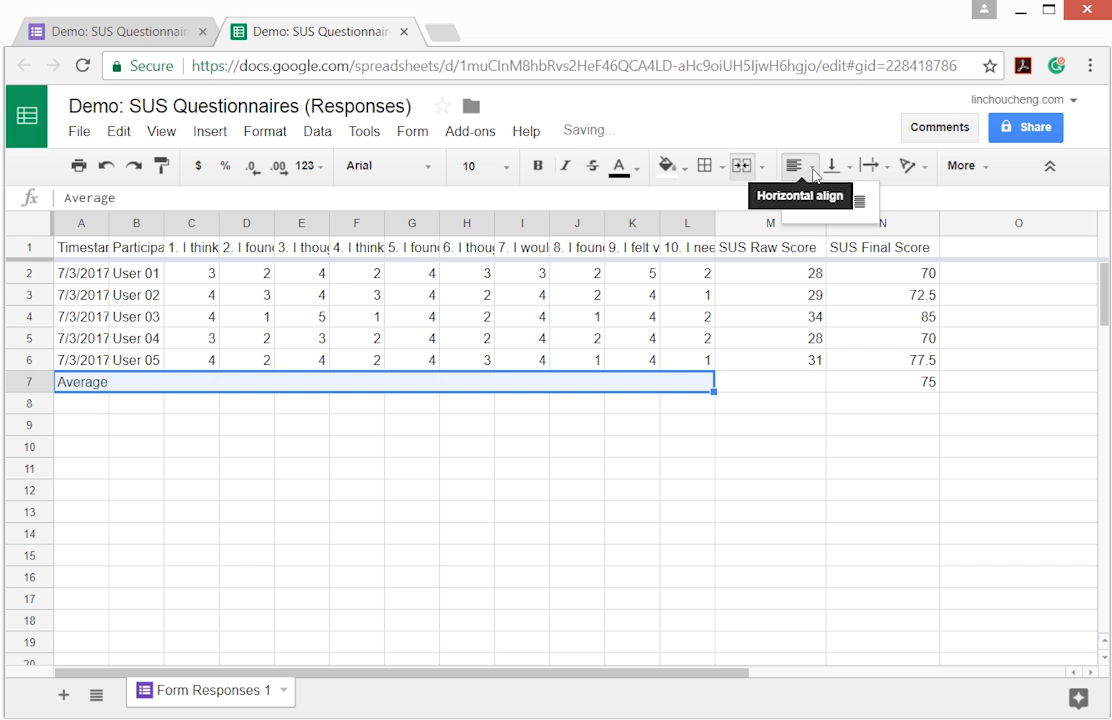 Demo: SUS Questionnair
Demo: SUS Questionnair
Secure
https://docs.google.com/spreadsheets/d/1muClnM8hbRvs2HeF46QCA4LD-aHc9oiUH5IjwH6hgjo/edit#gid=228418786
Demo: SUS Questionnaires (Responses)
linchoucheng.com
File Edit View Insert Format Data Tools Form Add-ons Help Saving...
Comments
Share
$ % .0 .00 123 Arial 10 B I S A More
Horizontal align
fx Average
A B C D E F G H I J K L M N O
1 Timestar Participa 1. I think 2. I foun 3. I thou 4. I think 5. I foun 6. I thou 7. I woul 8. I foun 9. I felt v 10. I nee SUS Raw Score SUS Final Score
2 7/3/2017 User 01 3 2 4 2 4 3 3 2 5 2 28 70
3 7/3/2017 User 02 4 3 4 3 4 2 4 2 4 1 29 72.5
4 7/3/2017 User 03 4 1 5 1 4 2 4 1 4 2 34 85
5 7/3/2017 User 04 3 2 3 2 4 2 4 2 4 2 28 70
6 7/3/2017 User 05 4 2 4 2 4 3 4 1 4 1 31 77.5
7 Average 75
8
9
10
11
12
13
14
15
16
17
18
19
20
Form Responses 1